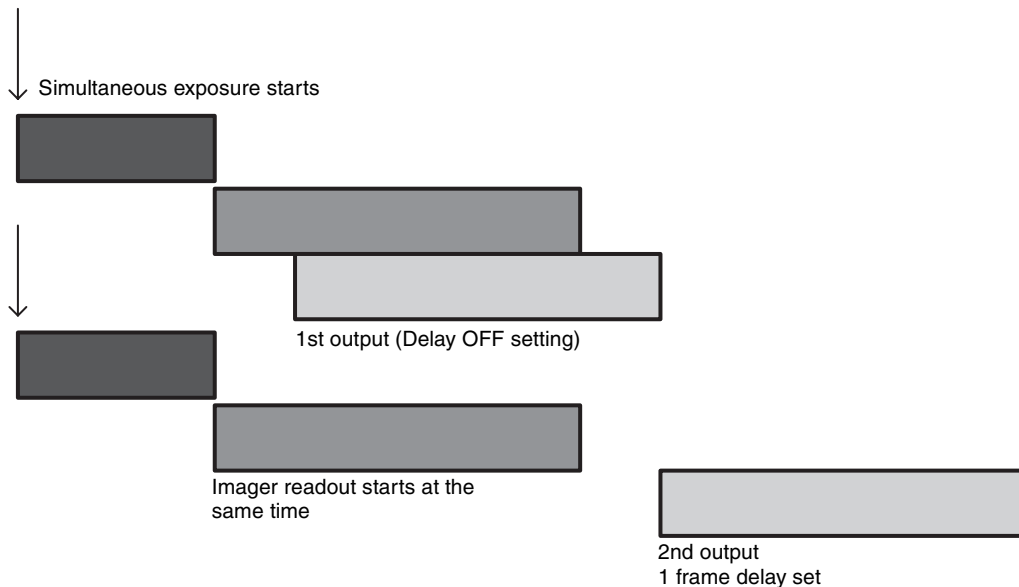 Simultaneous exposure starts
1st output (Delay OFF setting)
Imager readout starts at the
same time
2nd output
1 frame delay set